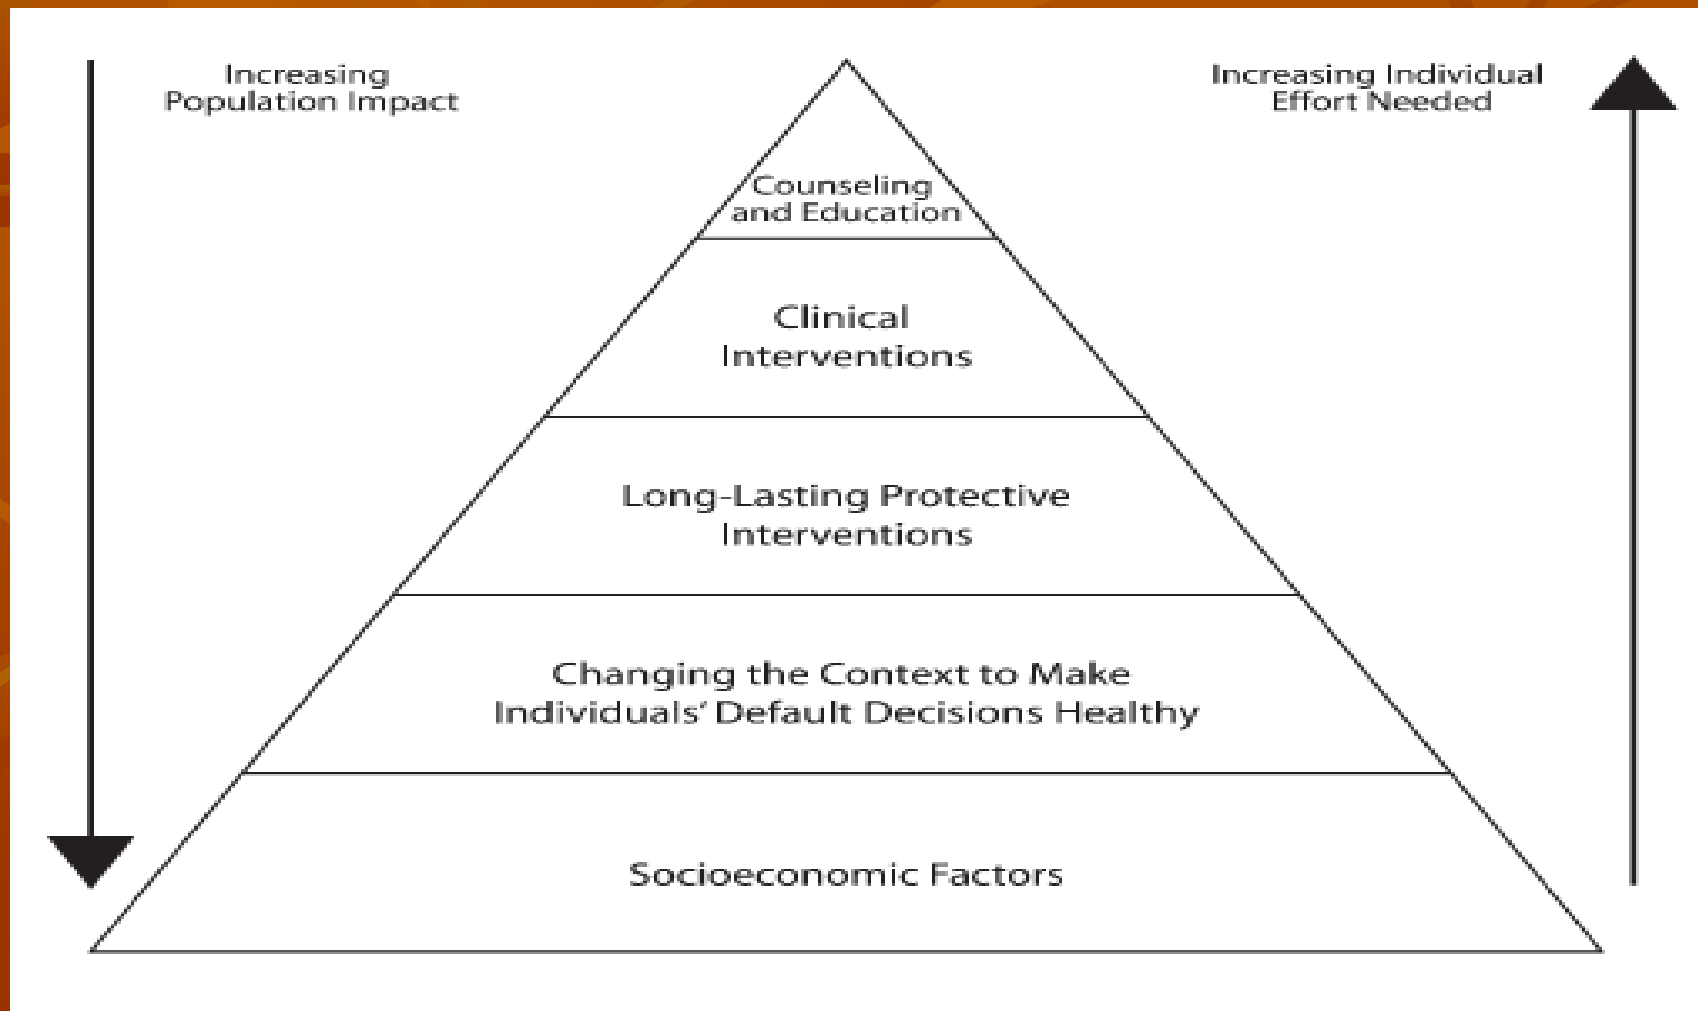 Increasing
Population Impact
Increasing Individual
Effort Needed
Counseling
and Education
Clinical
Interventions
Long-Lasting Protective
Interventions
Changing the Context to Make
Individuals’ Default Decisions Healthy
Socioeconomic Factors